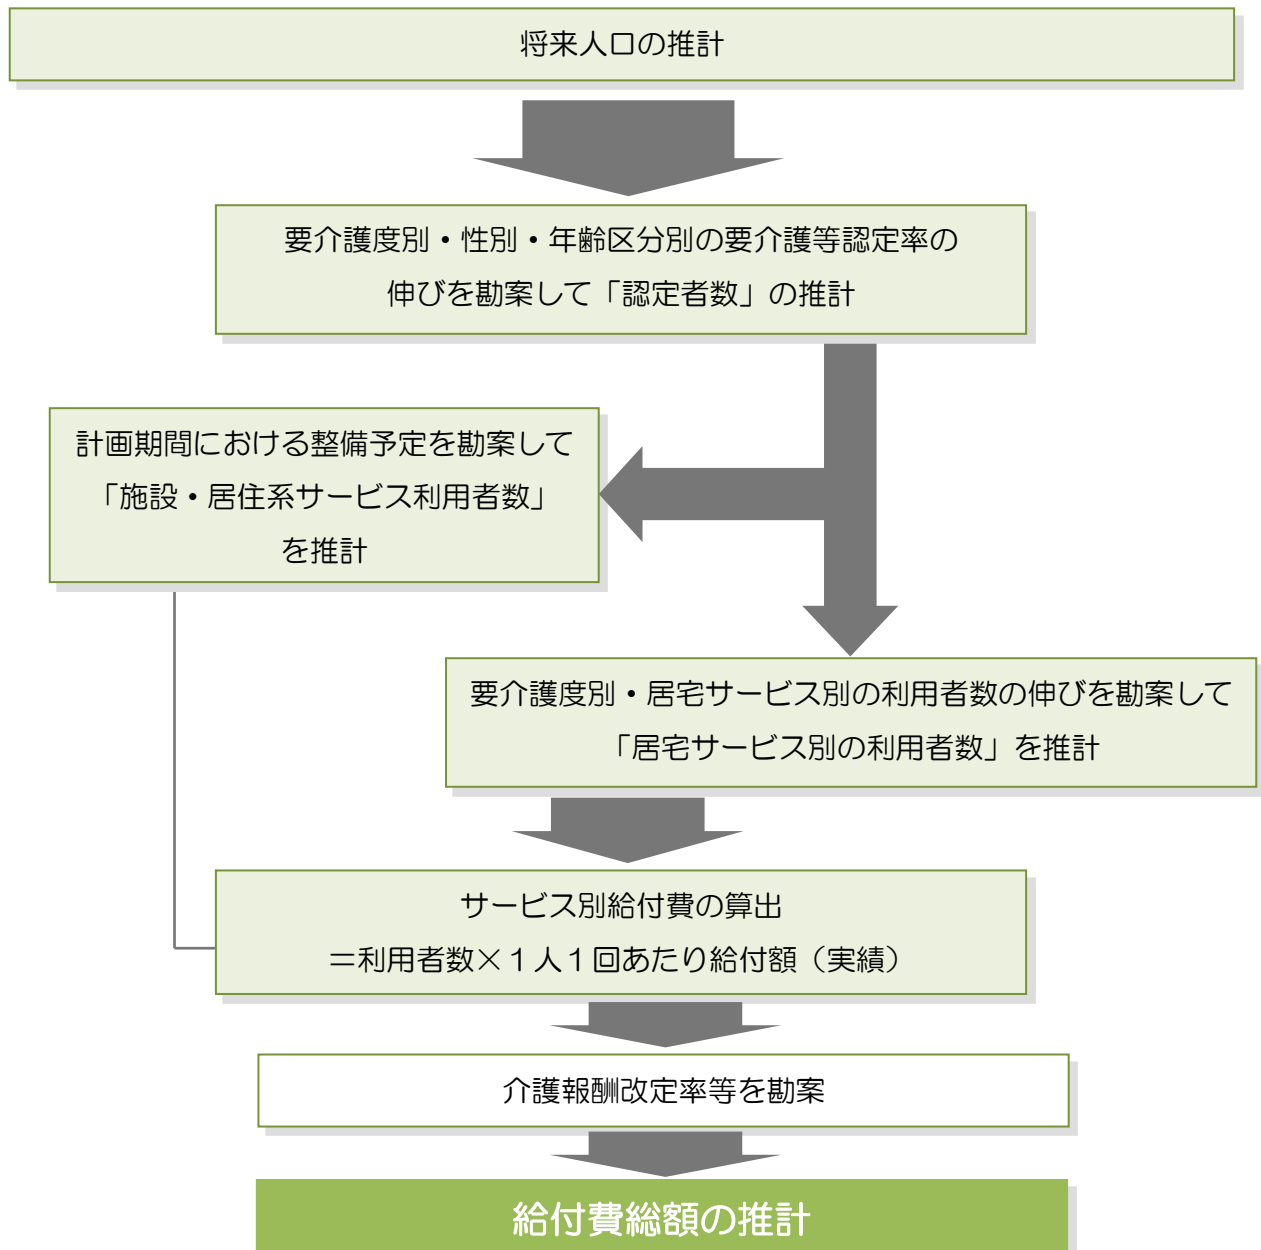 将来人口の推計
要介護度別・性別・年齢区分別の要介護等認定率の
伸びを勘案して「認定者数」の推計
計画期間における整備予定を勘案して
「施設・居住系サービス利用者数」
を推計
要介護度別・居宅サービス別の利用者数の伸びを勘案して
「居宅サービス別の利用者数」を推計
サービス別給付費の算出
＝利用者数×１人１回あたり給付額（実績）
介護報酬改定率等を勘案
給付費総額の推計